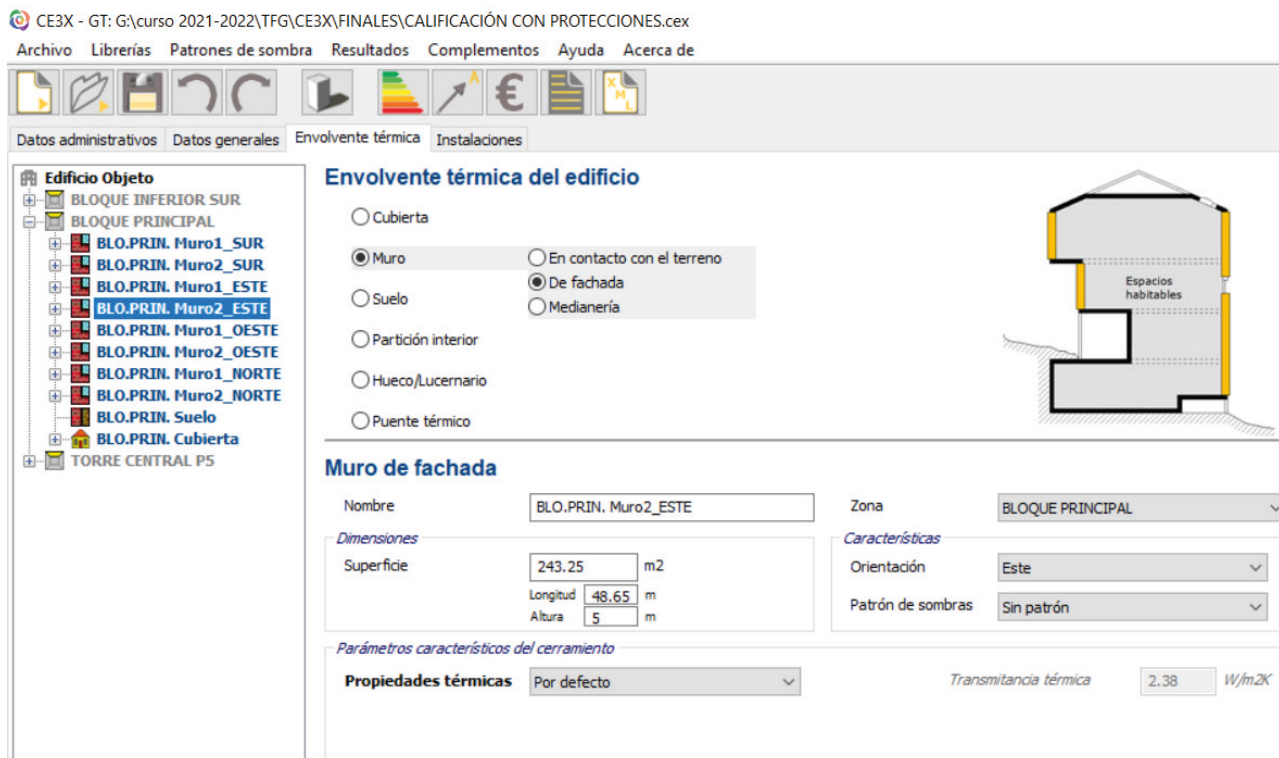 CE3X - GT: G:\curso 2021-2022\TFG\CE3X\FINALES\CALIFICACIÓN CON PROTECCIONES.cex
Archivo Librerías Patrones de sombra Resultados Complementos Ayuda Acerca de
A € X M L
Datos administrativos Datos generales Envolvente térmica Instalaciones
Edificio Objeto
BLOQUE INFERIOR SUR
BLOQUE PRINCIPAL
BLO.PRIN. Muro1_SUR
BLO.PRIN. Muro2_SUR
BLO.PRIN. Muro1_ESTE
BLO.PRIN. Muro2_ESTE
BLO.PRIN. Muro1_OESTE
BLO.PRIN. Muro2_OESTE
BLO.PRIN. Muro1_NORTE
BLO.PRIN. Muro2_NORTE
BLO.PRIN. Suelo
BLO.PRIN. Cubierta
TORRE CENTRAL P5
Envolvente térmica del edificio
Cubierta
Muro
En contacto con el terreno
De fachada
Medianería
Suelo
Partición interior
Hueco/Lucernario
Puente térmico
Espacios
habitables
Muro de fachada
Nombre BLO.PRIN. Muro2_ESTE Zona BLOQUE PRINCIPAL
Dimensiones
Superficie 243.25 m2
Longitud 48.65 m
Altura 5 m
Características
Orientación Este
Patrón de sombras Sin patrón
Parámetros característicos del cerramiento
Propiedades térmicas Por defecto Transmitancia térmica 2.38 W/m2K